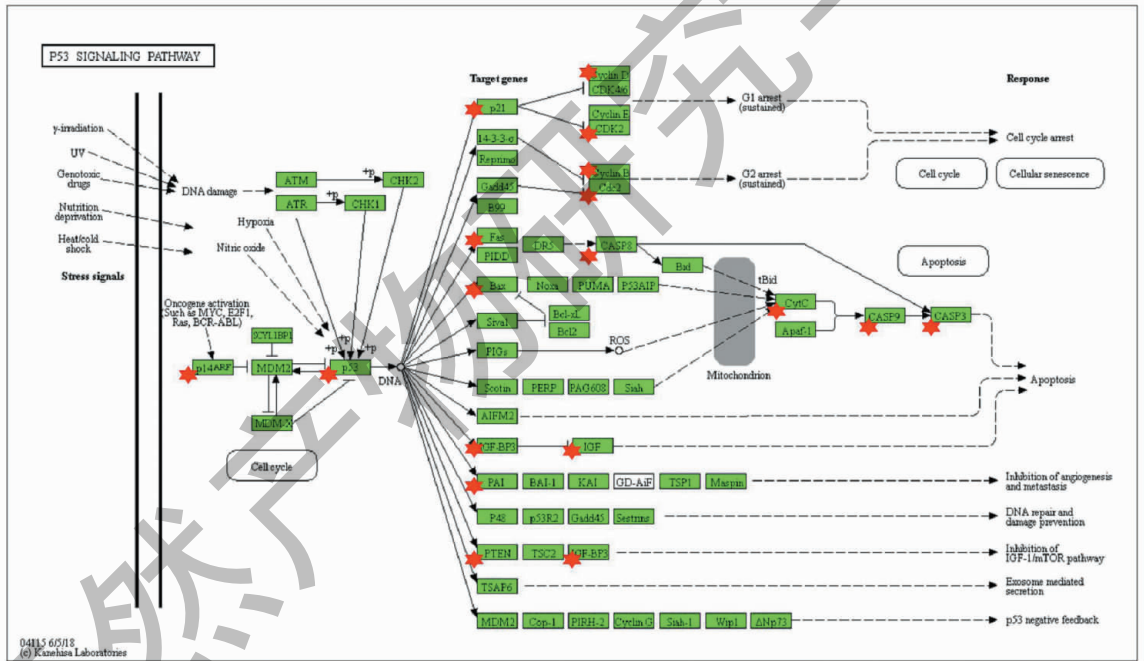 P53 SIGNALING PATHWAY
Target genes
Response
γ-irradiation
UV
Genotoxic
drugs
Nutrition
deprivation
Heat/cold
shock
Stress signals
DNA damage
ATM
+p
CHK2
ATR
+p
CHK1
Hypoxia
Nitric oxide
Oncogene activation
(Such as MYC, E2F1,
Ras, BCR-ABL)
SCYL1BP1
p14ARF
MDM2
+p
+p
+p
p53
MDM-X
DNA
Cell cycle
p21
Cyclin D
CDK4/6
Cyclin E
CDK2
G1 arrest
(sustained)
14-3-3-σ
Reprimo
Cyclin B
Cdc2
G2 arrest
(sustained)
Gadd45
B99
Cell cycle arrest
Cell cycle
Cellular senescence
Fas
PIDD
DR5
CASP8
Bid
tBid
Apoptosis
Bax
Noxa
PUMA
P53AIP
Mitochondrion
CytC
Apaf-1
CASP9
CASP3
Siva1
Bcl-xL
Bcl2
PIGs
ROS
Scotin
PERP
PAG608
Siah
Apoptosis
AIFM2
IGF-BP3
IGF
PAI
BAI-1
KAI
GD-AiF
TSP1
Maspin
Inhibition of angiogenesis
and metastasis
P48
p53R2
Gadd45
Sestrins
DNA repair and
damage prevention
PTEN
TSC2
IGF-BP3
Inhibition of
IGF-1/mTOR pathway
TSAP6
Exosome mediated
secretion
MDM2
Cop-1
PIRH-2
Cyclin G
Siah-1
Wip1
ΔNp73
p53 negative feedback
04115 6/5/18
(c) Kanehisa Laboratories
然产物研究